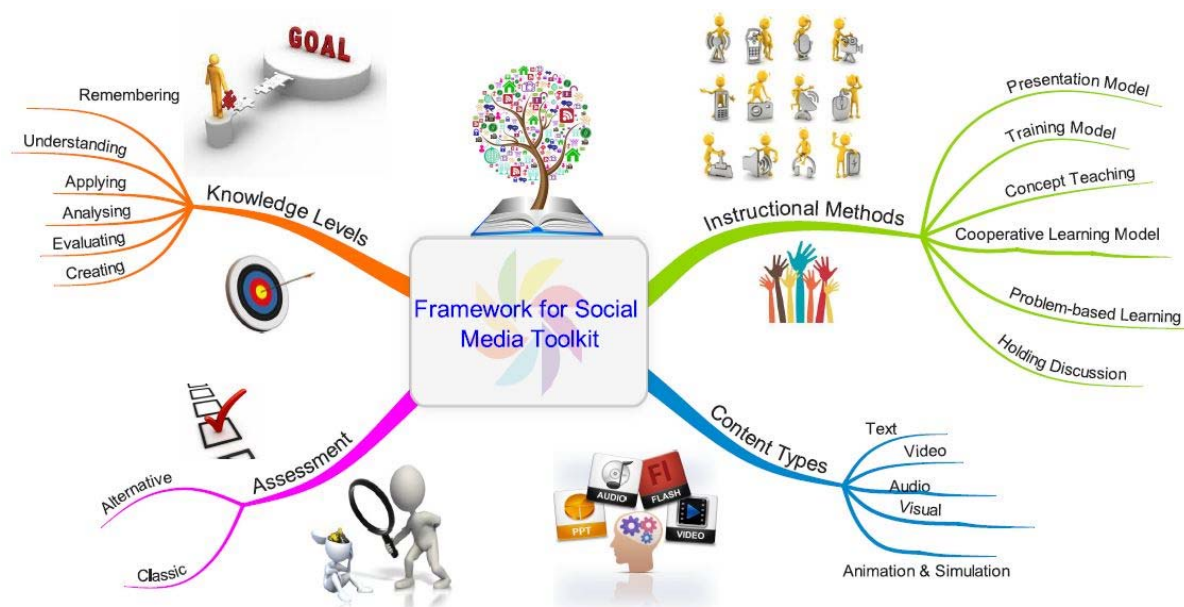 GOAL
Remembering
Understanding
Applying
Analysing
Evaluating
Creating
Knowledge Levels
Framework for Social
Media Toolkit
Instructional Methods
Presentation Model
Training Model
Concept Teaching
Cooperative Learning Model
Problem-based Learning
Holding Discussion
Assessment
Alternative
Classic
Content Types
Text
Video
Audio
Visual
Animation & Simulation
PPT
AUDIO
Fl
FLASH
VIDEO